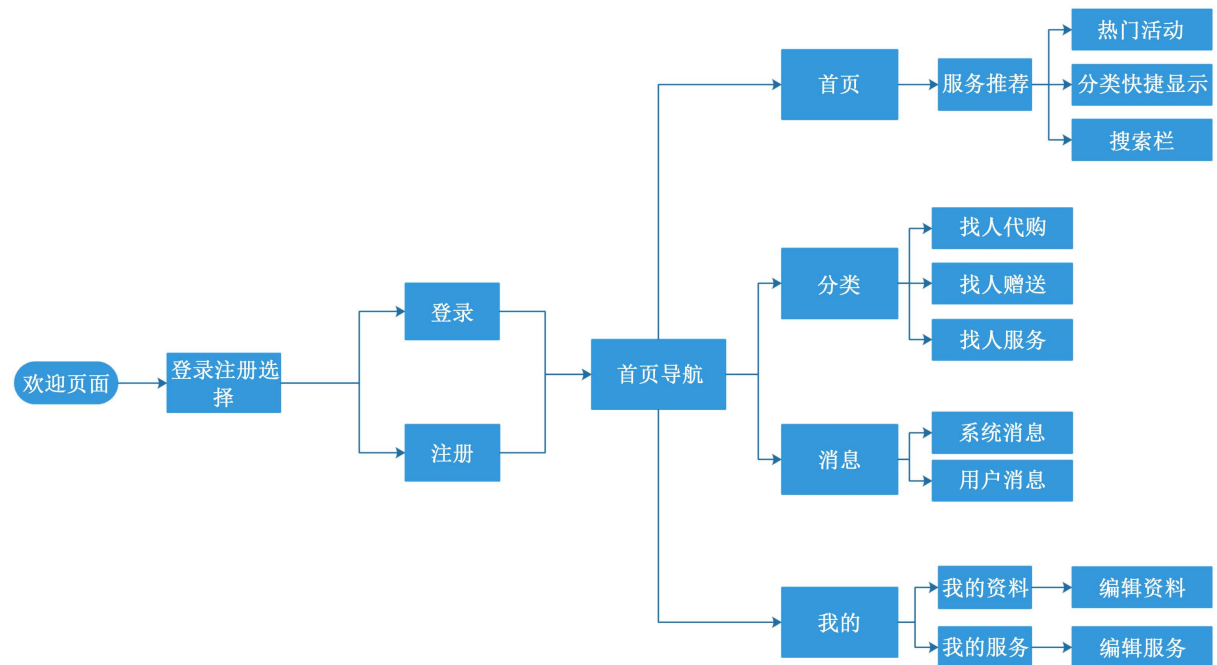 欢迎页面
登录注册选
择
登录
注册
首页导航
首页
服务推荐
热门活动
分类快捷显示
搜索栏
分类
找人代购
找人赠送
找人服务
消息
系统消息
用户消息
我的
我的资料
编辑资料
我的服务
编辑服务